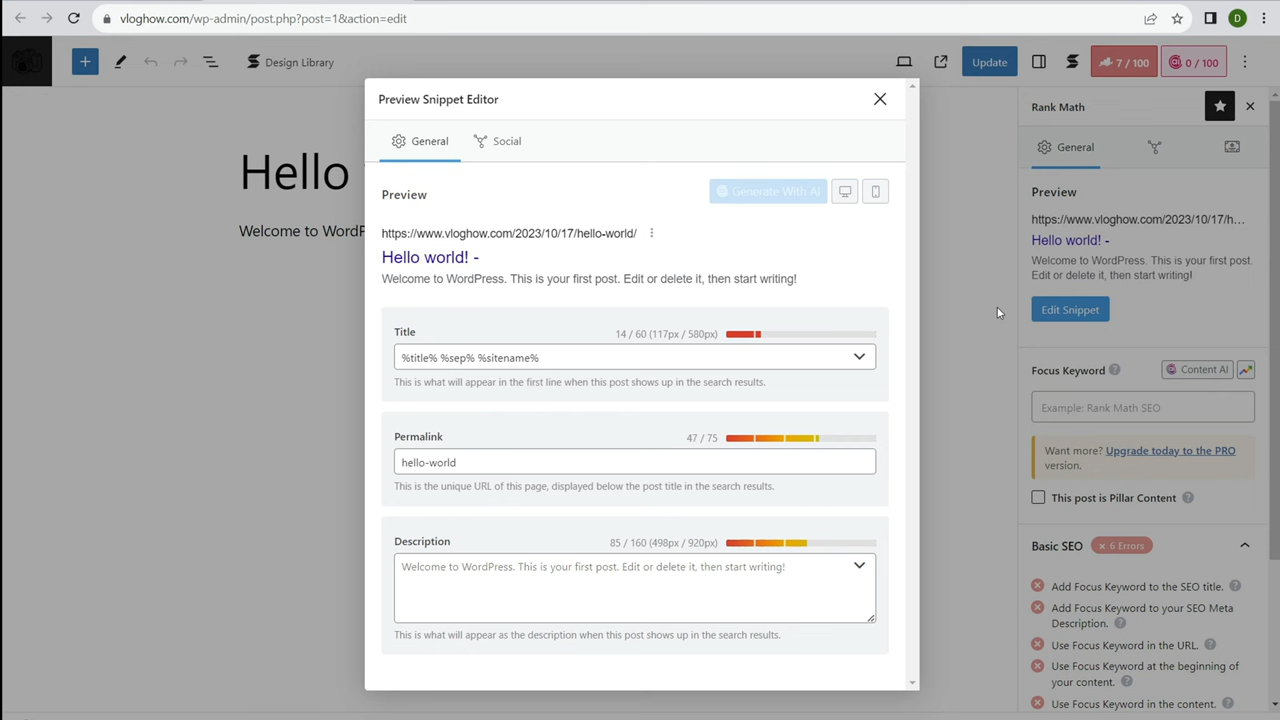 vloghow.com/wp-admin/post.php?post=1&action=edit
D
Design Library
Update
7 / 100
0 / 100
Hello
Welcome to WordP
Preview Snippet Editor
General
Social
Preview
Generate With AI
https://www.vloghow.com/2023/10/17/hello-world/
Hello world! -
Welcome to WordPress. This is your first post. Edit or delete it, then start writing!
Title
14 / 60 (117px / 580px)
%title% %sep% %sitename%
This is what will appear in the first line when this post shows up in the search results.
Permalink
47 / 75
hello-world
This is the unique URL of this page, displayed below the post title in the search results.
Description
85 / 160 (498px / 920px)
Welcome to WordPress. This is your first post. Edit or delete it, then start writing!
This is what will appear as the description when this post shows up in the search results.
Rank Math
General
Preview
https://www.vloghow.com/2023/10/17/h...
Hello world! -
Welcome to WordPress. This is your first post.
Edit or delete it, then start writing!
Edit Snippet
Focus Keyword
Content AI
Example: Rank Math SEO
Want more? Upgrade today to the PRO
version.
This post is Pillar Content
Basic SEO
× 6 Errors
Add Focus Keyword to the SEO title.
Add Focus Keyword to your SEO Meta
Description.
Use Focus Keyword in the URL.
Use Focus Keyword at the beginning of
your content.
Use Focus Keyword in the content.